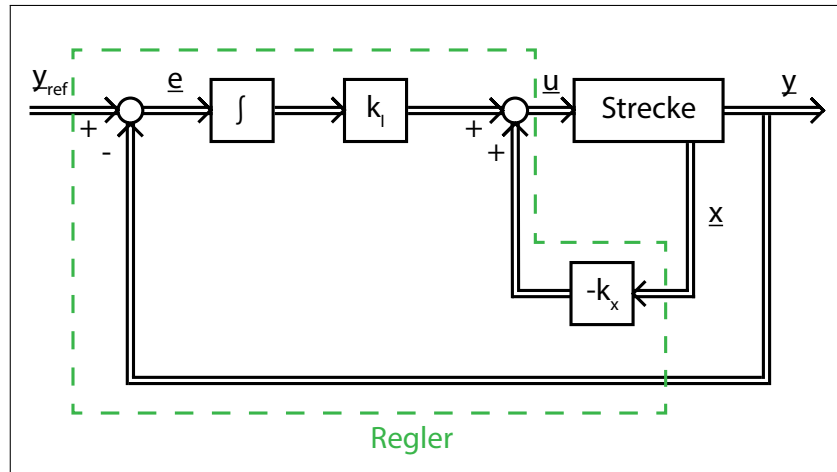 y_ref
e
∫
k_I
u
Strecke
y
+
-
+
+
x
-k_x
Regler